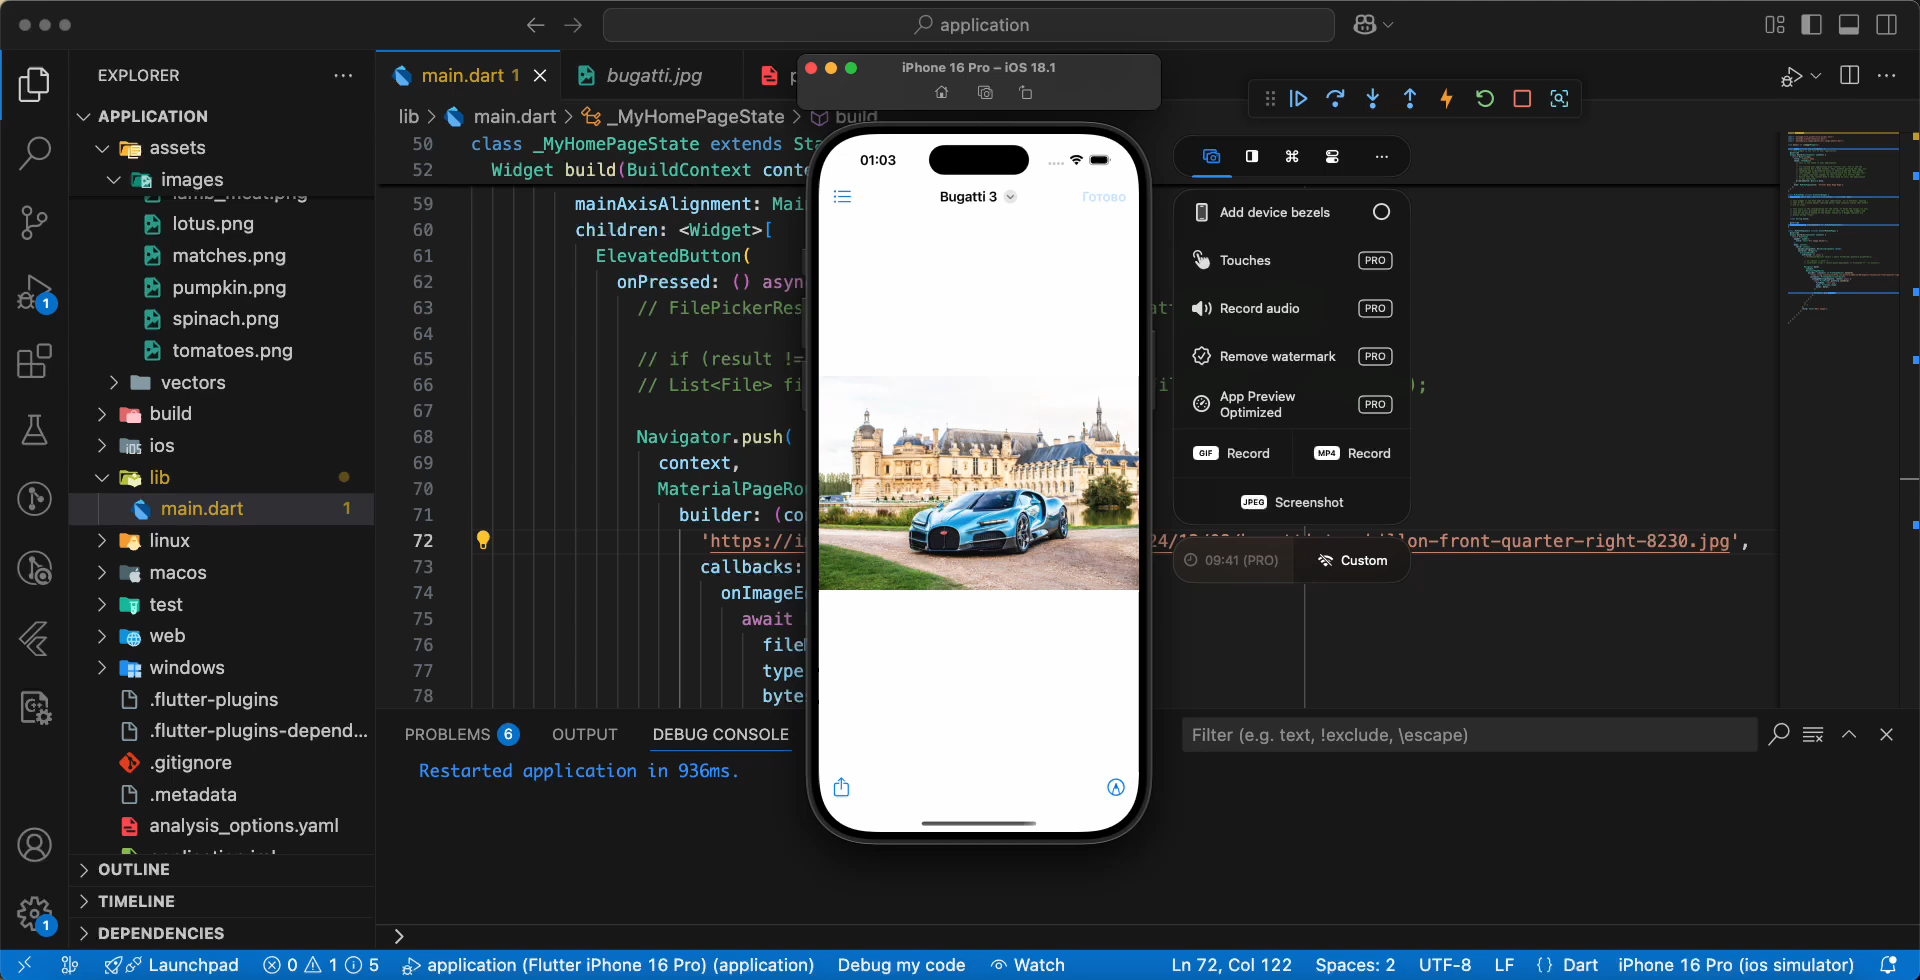 application
EXPLORER
APPLICATION
assets
images
lotus.png
matches.png
pumpkin.png
spinach.png
tomatoes.png
vectors
build
ios
lib
main.dart 1
linux
macos
test
web
windows
.flutter-plugins
.flutter-plugins-depend...
.gitignore
.metadata
analysis_options.yaml
OUTLINE
TIMELINE
DEPENDENCIES
main.dart 1
bugatti.jpg
lib > main.dart > _MyHomePageState > build
50 class _MyHomePageState extends Sta
52 Widget build(BuildContext conte
59 mainAxisAlignment: Mai
60 children: <Widget>[
61 ElevatedButton(
62 onPressed: () asyn
63 // FilePickerRes
64
65 // if (result !=
66 // List<File> fi
);
67
68 Navigator.push(
69 context,
70 MaterialPageRo
71 builder: (co
72 'https://i
24/12/02/
lon-front-quarter-right-8230.jpg',
73 callbacks:
74 onImageE
75 await
76 file
77 type
78 byte
iPhone 16 Pro – iOS 18.1
01:03
Bugatti 3
Готово
Add device bezels
Touches PRO
Record audio PRO
Remove watermark PRO
App Preview
Optimized PRO
GIF Record
MP4 Record
JPEG Screenshot
09:41 (PRO)
Custom
PROBLEMS 6
OUTPUT
DEBUG CONSOLE
Filter (e.g. text, !exclude, \escape)
Restarted application in 936ms.
1
1
Launchpad
0 1 5
application (Flutter iPhone 16 Pro) (application)
Debug my code
Watch
Ln 72, Col 122
Spaces: 2
UTF-8
LF
{} Dart
iPhone 16 Pro (ios simulator)